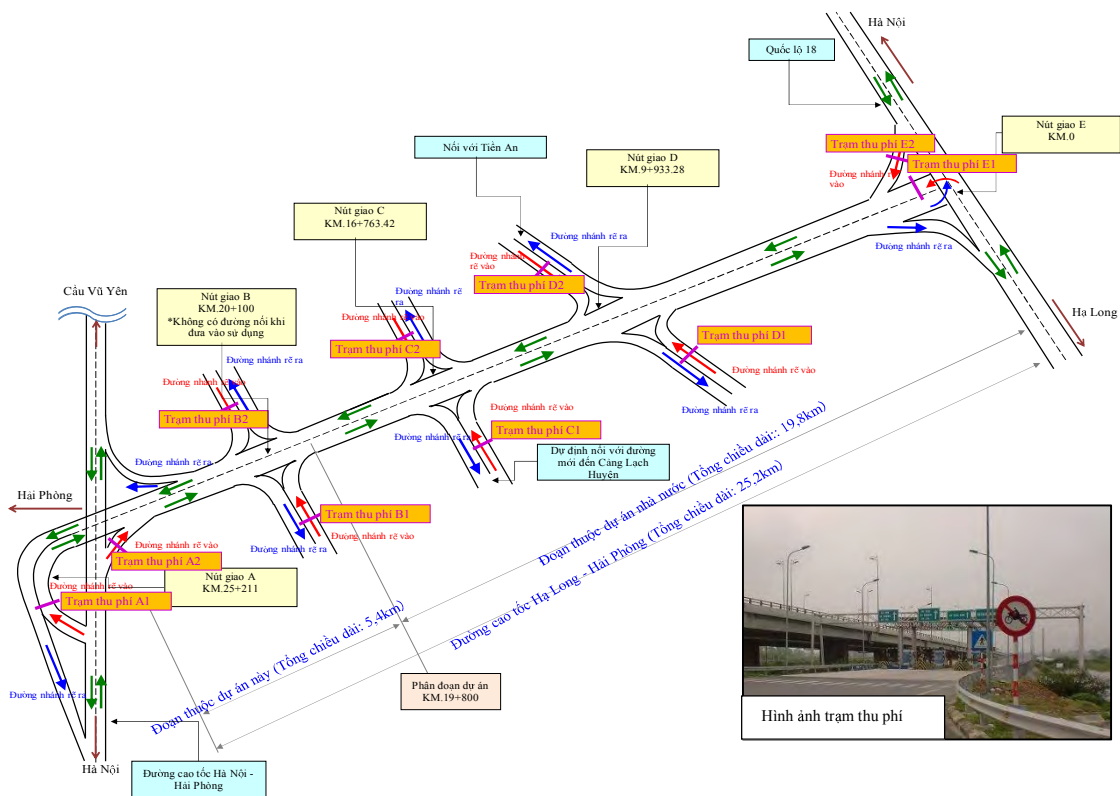 Hà Nội
Quốc lộ 18
Nút giao E
KM.0
Trạm thu phí E2
Trạm thu phí E1
Đường nhánh rẽ
vào
Đường nhánh rẽ ra
Hạ Long
Nối với Tiền An
Nút giao D
KM.9+933.28
Đường nhánh rẽ ra
Đường nhánh
rẽ vào
Trạm thu phí D2
Trạm thu phí D1
Đường nhánh rẽ vào
Đường nhánh rẽ ra
Nút giao C
KM.16+763.42
Đường nhánh rẽ
ra
Đường nhánh rẽ vào
Trạm thu phí C2
Đường nhánh rẽ vào
Trạm thu phí C1
Đường nhánh rẽ ra
Dự định nối với đường
mới đến Cảng Lạch
Huyện
Cầu Vũ Yên
Nút giao B
KM.20+100
*Không có đường nối khi
đưa vào sử dụng
Đường nhánh rẽ ra
Đường nhánh rẽ vào
Trạm thu phí B2
Đường nhánh rẽ ra
Trạm thu phí B1
Đường nhánh rẽ vào
Đường nhánh rẽ ra
Hải Phòng
Đường nhánh rẽ vào
Trạm thu phí A2
Nút giao A
KM.25+211
Đường nhánh rẽ vào
Trạm thu phí A1
Đường nhánh rẽ ra
Hà Nội
Đường cao tốc Hà Nội -
Hải Phòng
Đoạn thuộc dự án này (Tổng chiều dài: 5,4km)
Đoạn thuộc dự án nhà nước (Tổng chiều dài:: 19,8km)
Đường cao tốc Hạ Long - Hải Phòng (Tổng chiều dài: 25,2km)
Phân đoạn dự án
KM.19+800
Hình ảnh trạm thu phí